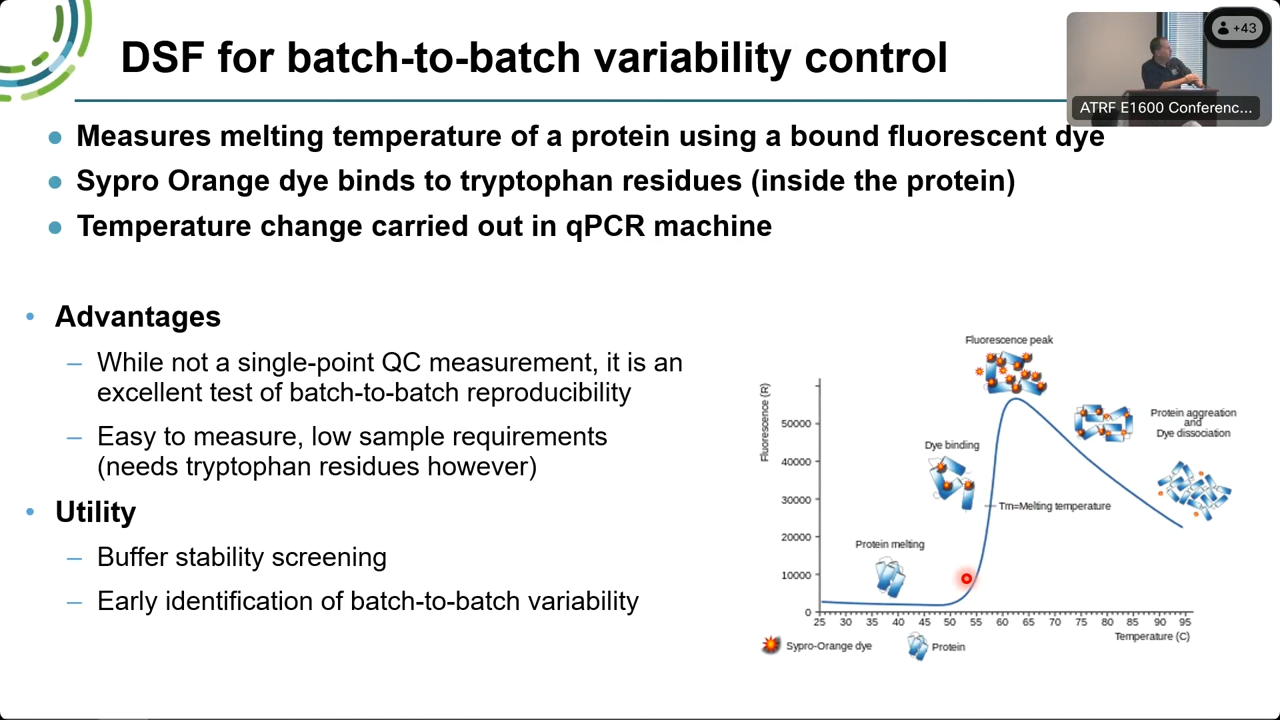 DSF for batch-to-batch variability control
+43
ATRF E1600 Conferenc...
● Measures melting temperature of a protein using a bound fluorescent dye
● Sypro Orange dye binds to tryptophan residues (inside the protein)
● Temperature change carried out in qPCR machine
• Advantages
– While not a single-point QC measurement, it is an
excellent test of batch-to-batch reproducibility
– Easy to measure, low sample requirements
(needs tryptophan residues however)
• Utility
– Buffer stability screening
– Early identification of batch-to-batch variability
Fluorescence peak
Fluorescence (R)
50000
40000
30000
20000
10000
0
Protein aggreation
and
Dye dissociation
Dye binding
Tm=Melting temperature
Protein melting
25 30 35 40 45 50 55 60 65 70 75 80 85 90 95
Temperature (C)
Sypro-Orange dye
Protein